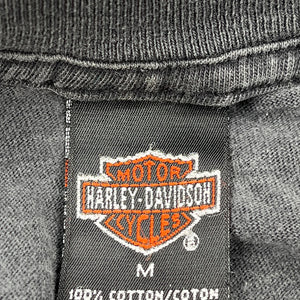 MOTOR
HARLEY-DAVIDSON
CYCLES
®
M
100% COTTON/COTON